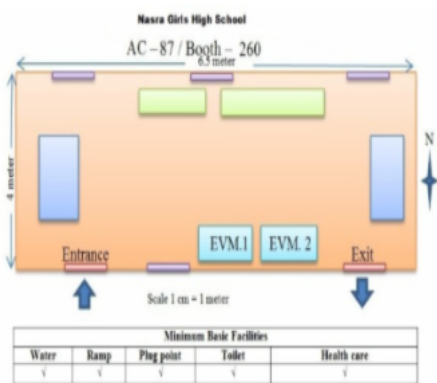 Nasra Girls High School
AC – 87 / Booth – 260
6.5 meter
4 meter
N
EVM.1
EVM. 2
Entrance
Exit
Scale 1 cm = 1 meter
Minimum Basic Facilities
Water Ramp Plug point Toilet Health care
√ √ √ √ √